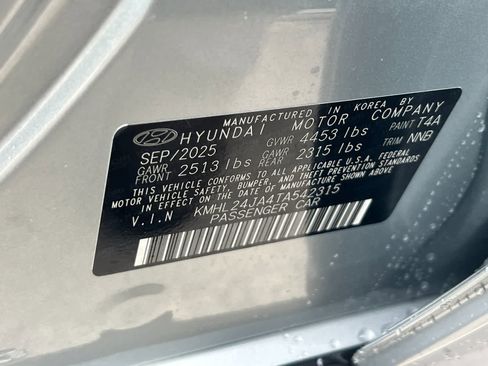 MANUFACTURED IN KOREA BY
HYUNDAI MOTOR COMPANY
SEP/2025 GVWR 4453 lbs PAINT T4A
GAWR FRONT 2513 lbs GAWR REAR 2315 lbs TRIM NNB
THIS VEHICLE CONFORMS TO ALL APPLICABLE U.S.A. FEDERAL
MOTOR VEHICLE SAFETY, BUMPER, AND THEFT PREVENTION STANDARDS
IN EFFECT ON THE DATE OF MANUFACTURE SHOWN ABOVE.
V.I.N KMHL24JA4TA542315
PASSENGER CAR